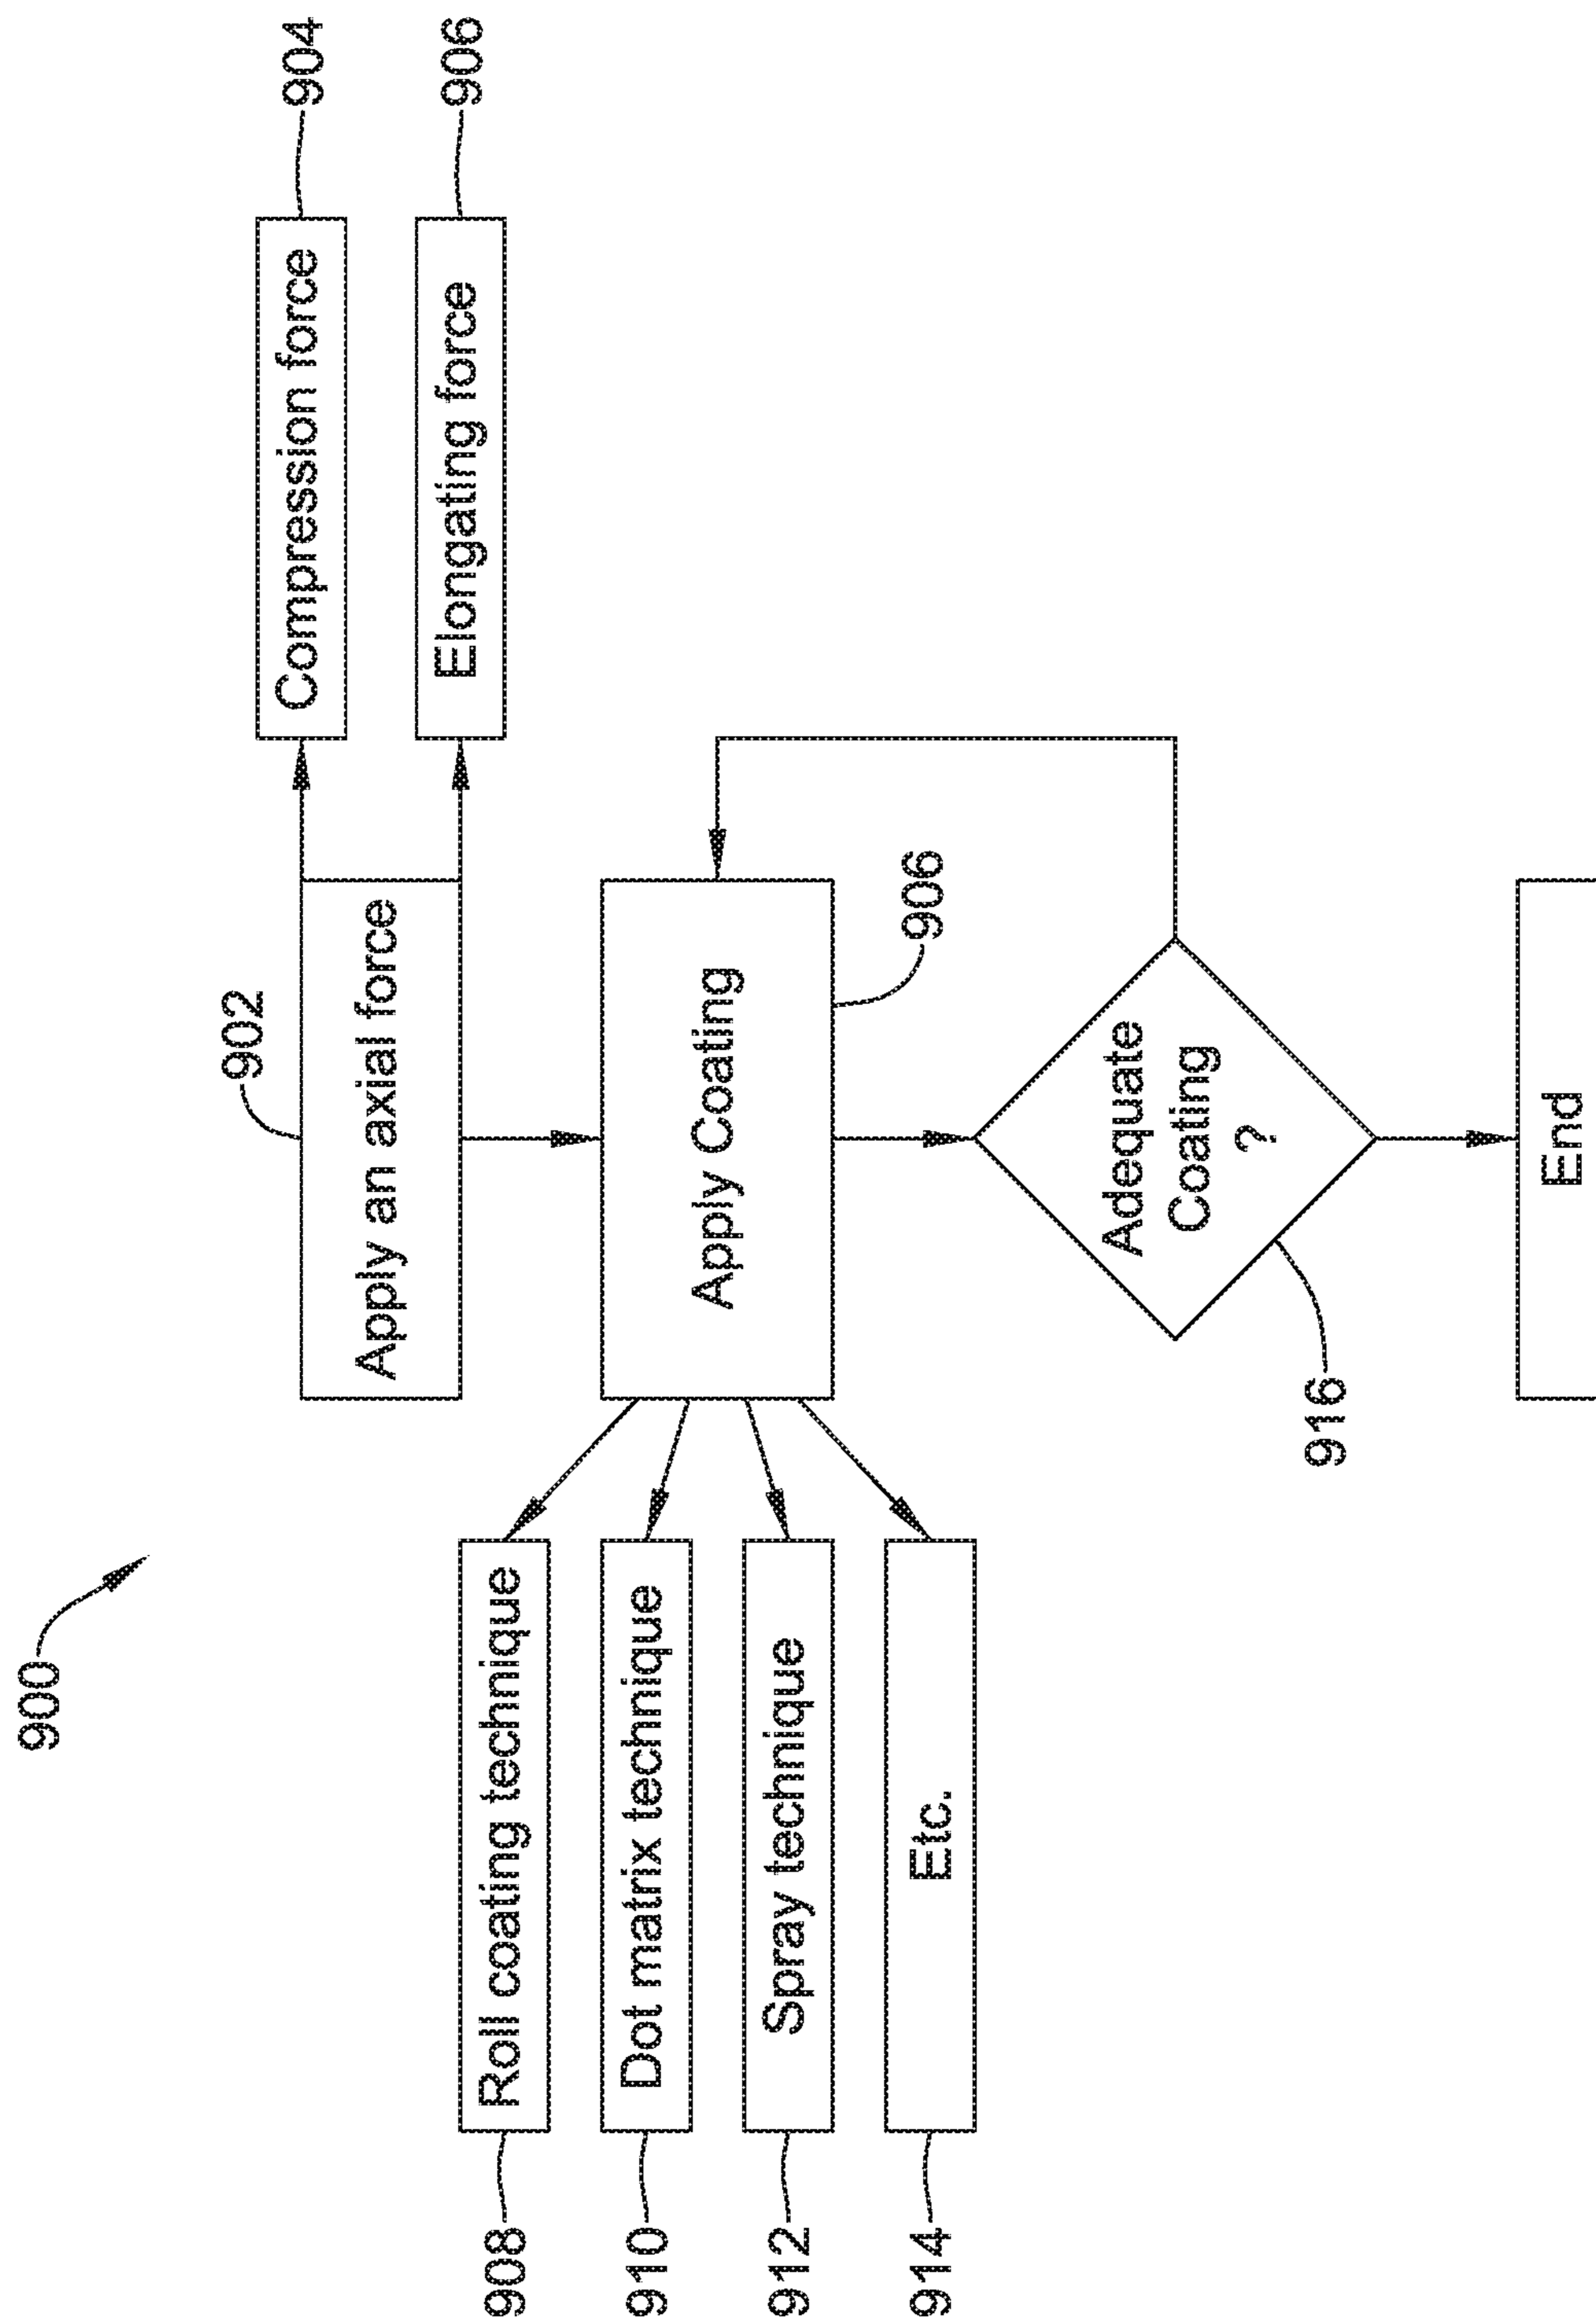 900
902
Apply an axial force
Compression force
904
Elongating force
906
Apply Coating
906
Roll coating technique
908
Dot matrix technique
910
Spray technique
912
Etc.
914
Adequate
Coating
?
916
End